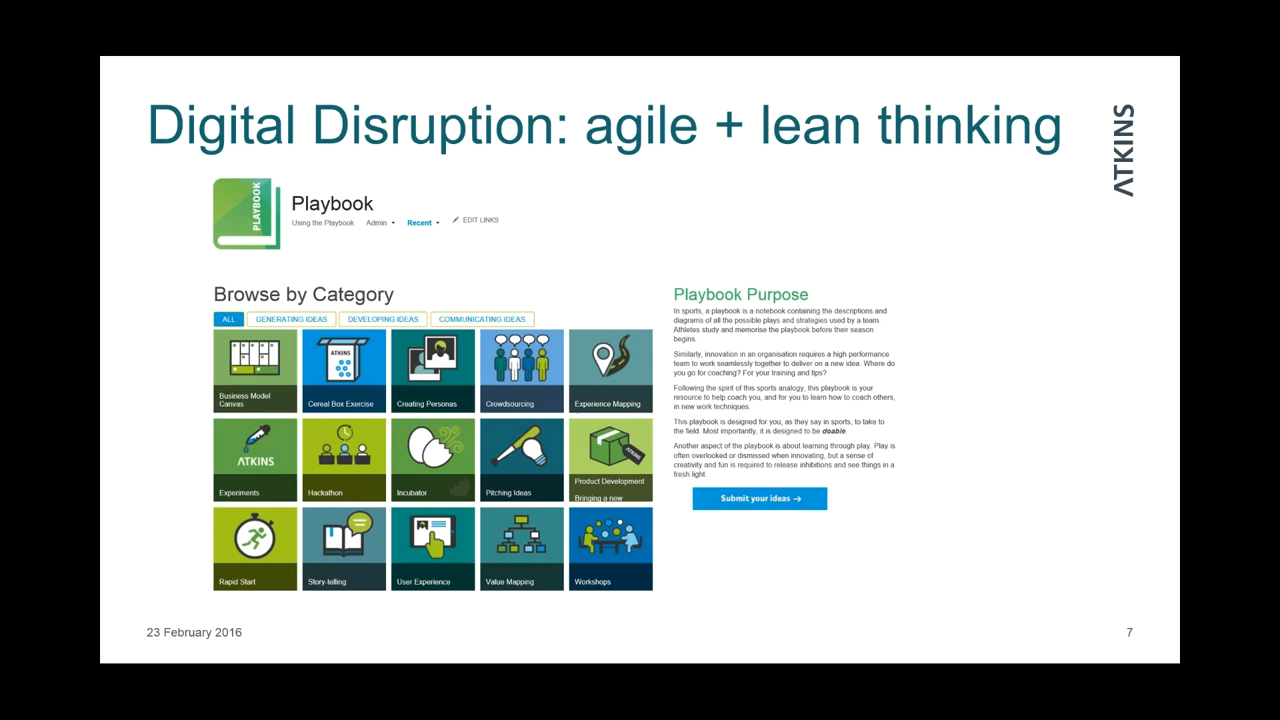 Digital Disruption: agile + lean thinking
ATKINS
PLAYBOOK
Playbook
Using the Playbook Admin Recent EDIT LINKS
Browse by Category
ALL GENERATING IDEAS DEVELOPING IDEAS COMMUNICATING IDEAS
Business Model
Canvas
ATKINS
Cereal Box Exercise
Creating Personas
Crowdsourcing
Experience Mapping
ATKINS
Experiments
Hackathon
Incubator
Pitching Ideas
ATKINS
Product Development
Bringing a new
Rapid Start
Story-telling
User Experience
Value Mapping
Workshops
Playbook Purpose
In sports, a playbook is a notebook containing the descriptions and
diagrams of all the possible plays and strategies used by a team.
Athletes study and memorise the playbook before their season
begins.
Similarly, innovation in an organisation requires a high performance
team to work seamlessly together to deliver on a new idea. Where do
you go for coaching? For your training and tips?
Following the spirit of this sports analogy, this playbook is your
resource to help coach you, and for you to learn how to coach others,
in new work techniques.
This playbook is designed for you, as they say in sports, to take to
the field. Most importantly, it is designed to be doable.
Another aspect of the playbook is about learning through play. Play is
often overlooked or dismissed when innovating, but a sense of
creativity and fun is required to release inhibitions and see things in a
fresh light.
Submit your ideas →
23 February 2016
7